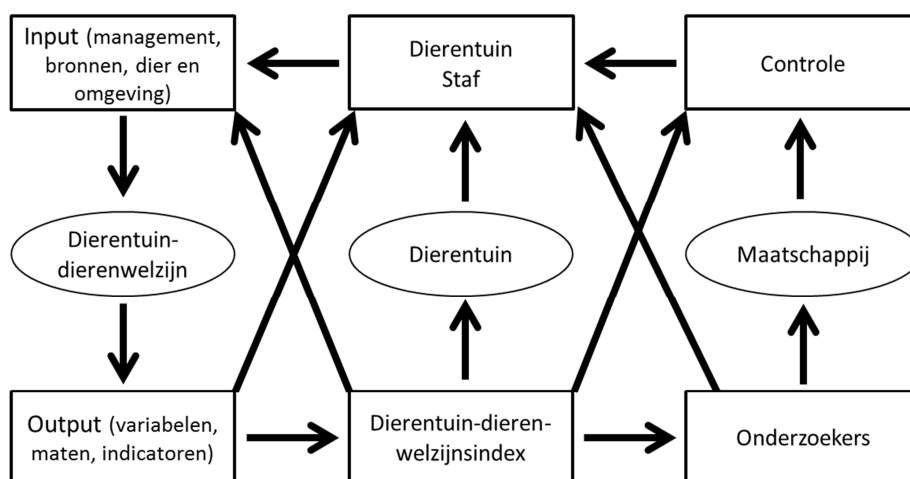 Input (management,
bronnen, dier en
omgeving)
Dierentuin
Staf
Controle
Dierentuin-
dierenwelzijn
Dierentuin
Maatschappij
Output (variabelen,
maten, indicatoren)
Dierentuin-dieren-
welzijnsindex
Onderzoekers